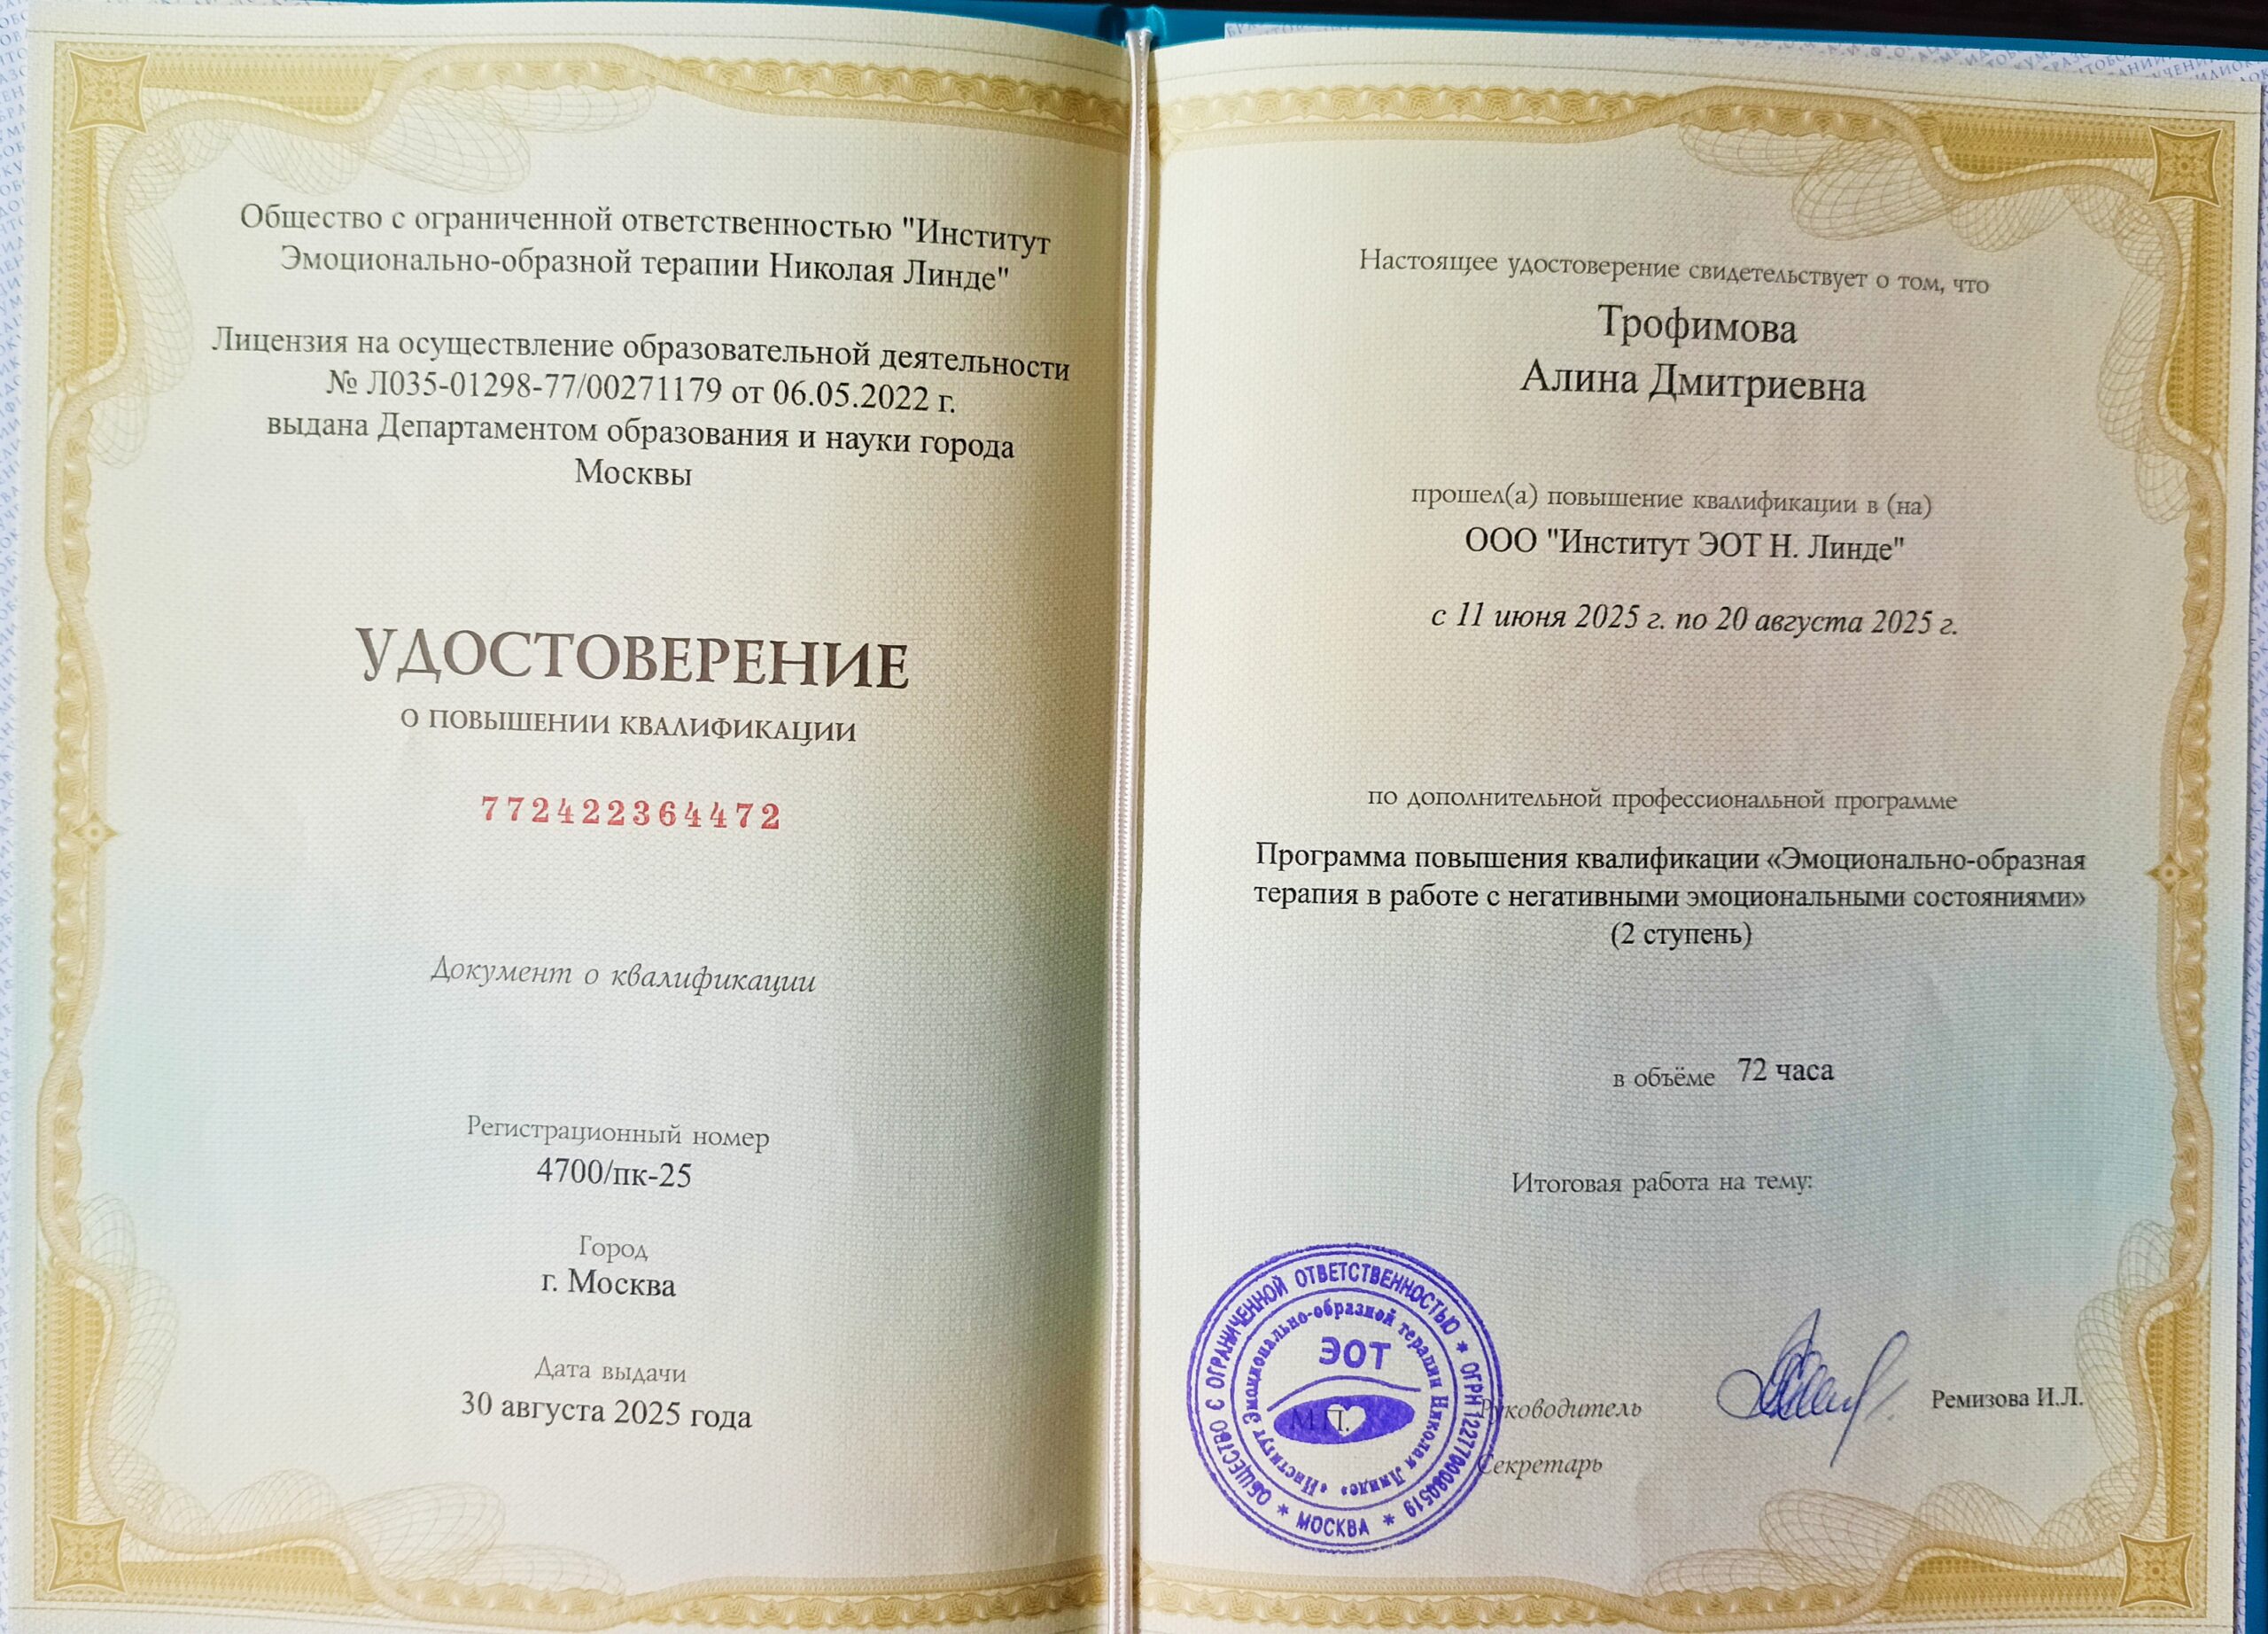 Общество с ограниченной ответственностью "Институт
Эмоционально-образной терапии Николая Линде"
Лицензия на осуществление образовательной деятельности
№ Л035-01298-77/00271179 от 06.05.2022 г.
выдана Департаментом образования и науки города
Москвы
УДОСТОВЕРЕНИЕ
О ПОВЫШЕНИИ КВАЛИФИКАЦИИ
772422364472
Документ о квалификации
Регистрационный номер
4700/пк-25
Город
г. Москва
Дата выдачи
30 августа 2025 года
Настоящее удостоверение свидетельствует о том, что
Трофимова
Алина Дмитриевна
прошел(а) повышение квалификации в (на)
ООО "Институт ЭОТ Н. Линде"
с 11 июня 2025 г. по 20 августа 2025 г.
по дополнительной профессиональной программе
Программа повышения квалификации «Эмоционально-образная
терапия в работе с негативными эмоциональными состояниями»
(2 ступень)
в объёме 72 часа
Итоговая работа на тему:
ОБЩЕСТВО С ОГРАНИЧЕННОЙ ОТВЕТСТВЕННОСТЬЮ * ОГРН 1227700080519 * МОСКВА *
«Институт Эмоционально-образной терапии Николая Линде»
ЭОТ
М.П.
Руководитель
Ремизова И.Л.
Секретарь